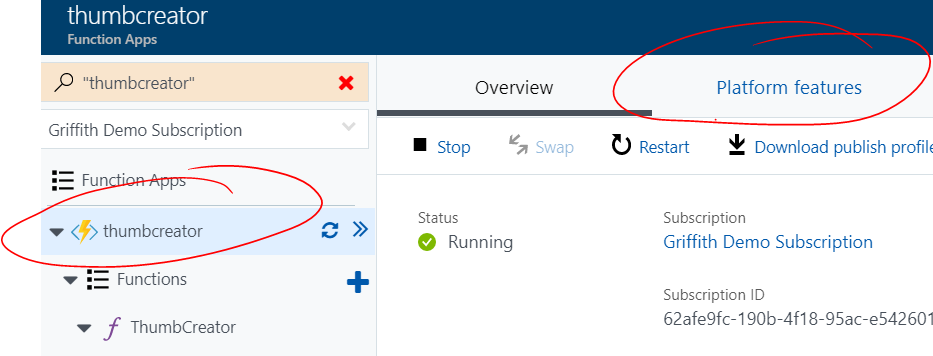 thumbcreator
Function Apps
"thumbcreator"
Griffith Demo Subscription
Function Apps
thumbcreator
Functions
ThumbCreator
Overview
Platform features
Stop
Swap
Restart
Download publish profile
Status
Running
Subscription
Griffith Demo Subscription
Subscription ID
62afe9fc-190b-4f18-95ac-e542601